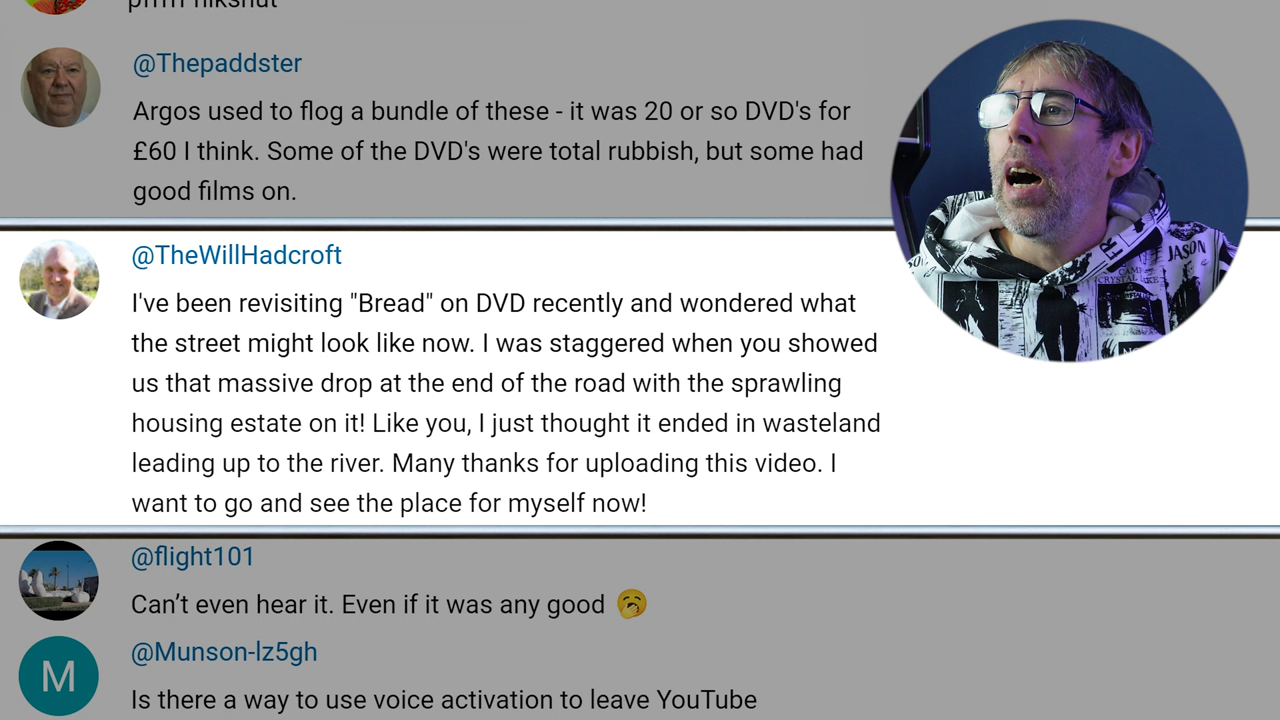 @Thepaddster
Argos used to flog a bundle of these - it was 20 or so DVD's for
£60 I think. Some of the DVD's were total rubbish, but some had
good films on.
@TheWillHadcroft
I've been revisiting "Bread" on DVD recently and wondered what
the street might look like now. I was staggered when you showed
us that massive drop at the end of the road with the sprawling
housing estate on it! Like you, I just thought it ended in wasteland
leading up to the river. Many thanks for uploading this video. I
want to go and see the place for myself now!
@flight101
Can’t even hear it. Even if it was any good 🥱
M
@Munson-lz5gh
Is there a way to use voice activation to leave YouTube
JASON
CAMP
CRYSTAL